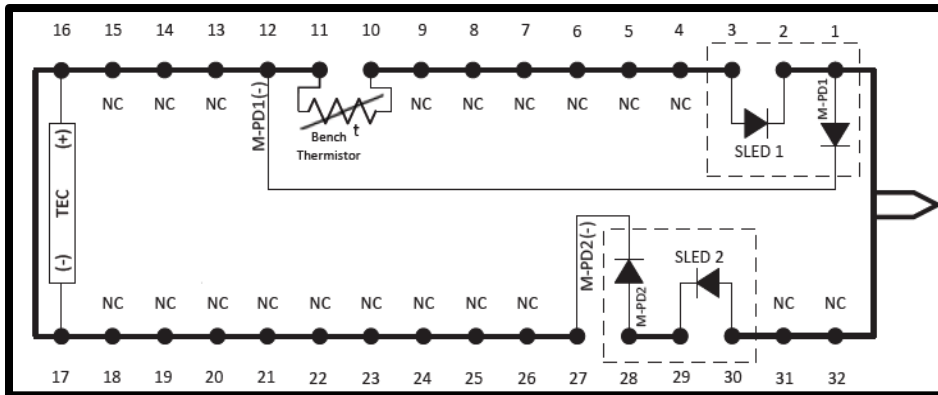 16 15 14 13 12 11 10 9 8 7 6 5 4 3 2 1
NC NC NC NC NC NC NC NC NC
M-PD1(-)
Bench t
Thermistor
M-PD1
SLED 1
(+)
TEC
(-)
M-PD2(-)
SLED 2
M-PD2
NC NC NC NC NC NC NC NC NC NC NC
17 18 19 20 21 22 23 24 25 26 27 28 29 30 31 32